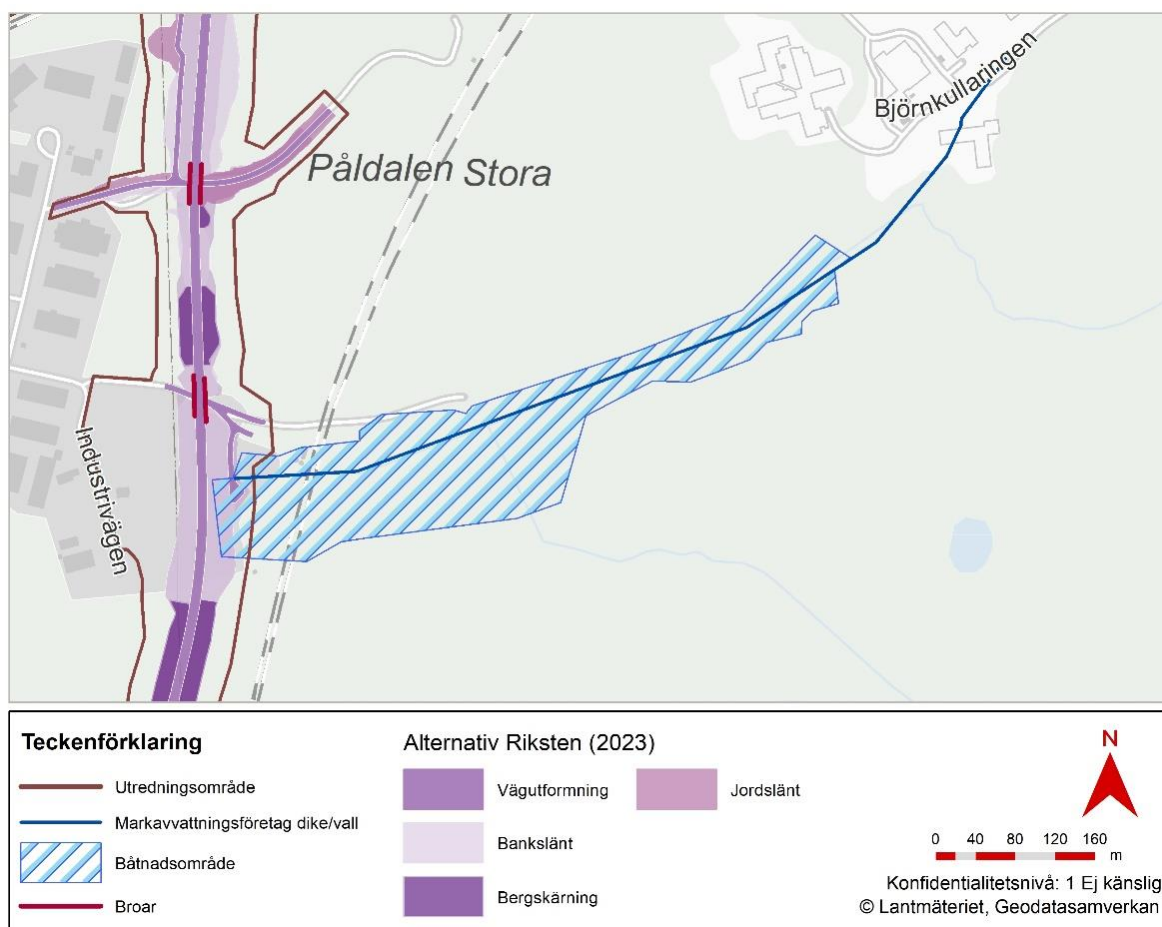 Björnkullaringen
Påldalen Stora
Industrivägen
Teckenförklaring
Utredningsområde
Markavvattningsföretag dike/vall
Båtnadsområde
Broar
Alternativ Riksten (2023)
Vägutformning
Jordslänt
Bankslänt
Bergskärning
N
0 40 80 120 160
m
Konfidentialitetsnivå: 1 Ej känslig
© Lantmäteriet, Geodatasamverkan